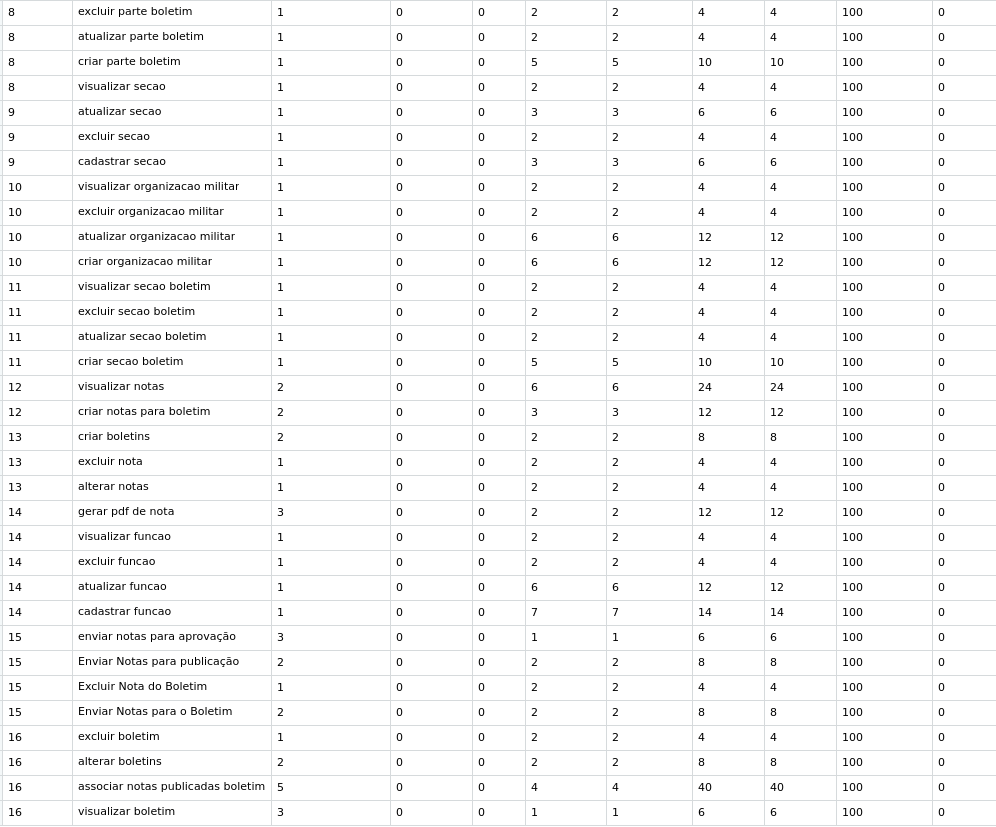 8 excluir parte boletim 1 0 0 2 2 4 4 100 0
8 atualizar parte boletim 1 0 0 2 2 4 4 100 0
8 criar parte boletim 1 0 0 5 5 10 10 100 0
8 visualizar secao 1 0 0 2 2 4 4 100 0
9 atualizar secao 1 0 0 3 3 6 6 100 0
9 excluir secao 1 0 0 2 2 4 4 100 0
9 cadastrar secao 1 0 0 3 3 6 6 100 0
10 visualizar organizacao militar 1 0 0 2 2 4 4 100 0
10 excluir organizacao militar 1 0 0 2 2 4 4 100 0
10 atualizar organizacao militar 1 0 0 6 6 12 12 100 0
10 criar organizacao militar 1 0 0 6 6 12 12 100 0
11 visualizar secao boletim 1 0 0 2 2 4 4 100 0
11 excluir secao boletim 1 0 0 2 2 4 4 100 0
11 atualizar secao boletim 1 0 0 2 2 4 4 100 0
11 criar secao boletim 1 0 0 5 5 10 10 100 0
12 visualizar notas 2 0 0 6 6 24 24 100 0
12 criar notas para boletim 2 0 0 3 3 12 12 100 0
13 criar boletins 2 0 0 2 2 8 8 100 0
13 excluir nota 1 0 0 2 2 4 4 100 0
13 alterar notas 1 0 0 2 2 4 4 100 0
14 gerar pdf de nota 3 0 0 2 2 12 12 100 0
14 visualizar funcao 1 0 0 2 2 4 4 100 0
14 excluir funcao 1 0 0 2 2 4 4 100 0
14 atualizar funcao 1 0 0 6 6 12 12 100 0
14 cadastrar funcao 1 0 0 7 7 14 14 100 0
15 enviar notas para aprovação 3 0 0 1 1 6 6 100 0
15 Enviar Notas para publicação 2 0 0 2 2 8 8 100 0
15 Excluir Nota do Boletim 1 0 0 2 2 4 4 100 0
15 Enviar Notas para o Boletim 2 0 0 2 2 8 8 100 0
16 excluir boletim 1 0 0 2 2 4 4 100 0
16 alterar boletins 2 0 0 2 2 8 8 100 0
16 associar notas publicadas boletim 5 0 0 4 4 40 40 100 0
16 visualizar boletim 3 0 0 1 1 6 6 100 0